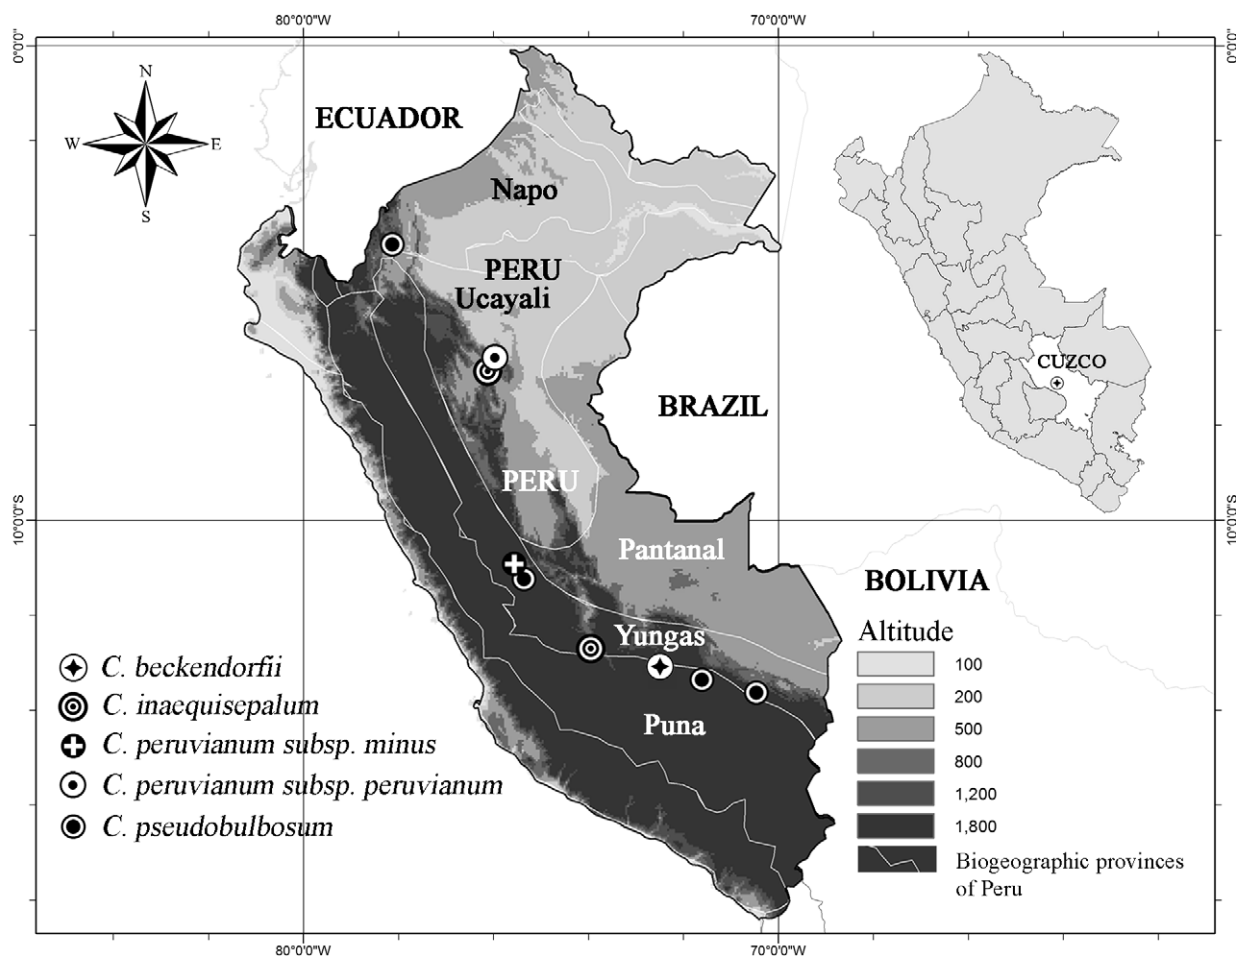 80°0'0"W
70°0'0"W
0°0'0"
0°0'0"
N
W
E
S
ECUADOR
Napo
PERU
Ucayali
CUZCO
BRAZIL
PERU
10°0'0"S
10°0'0"S
Pantanal
BOLIVIA
Yungas
Puna
C. beckendorfii
C. inaequisepalum
C. peruvianum subsp. minus
C. peruvianum subsp. peruvianum
C. pseudobulbosum
Altitude
100
200
500
800
1,200
1,800
Biogeographic provinces
of Peru
80°0'0"W
70°0'0"W